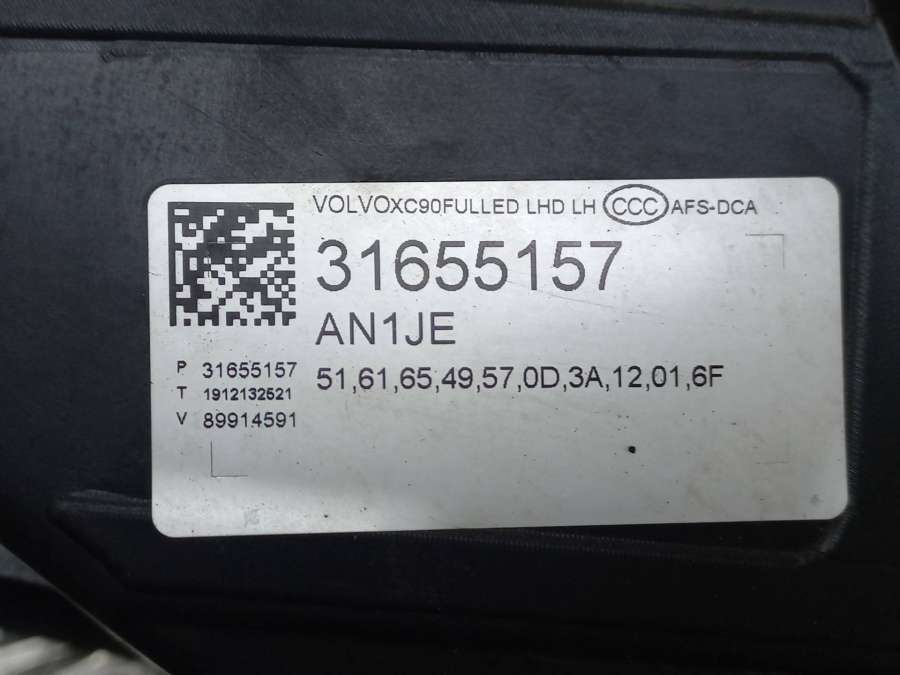 VOLVOXC90FULLED LHD LH CCC AFS-DCA
31655157
AN1JE
51,61,65,49,57,0D,3A,12,01,6F
P 31655157
T 1912132521
V 89914591